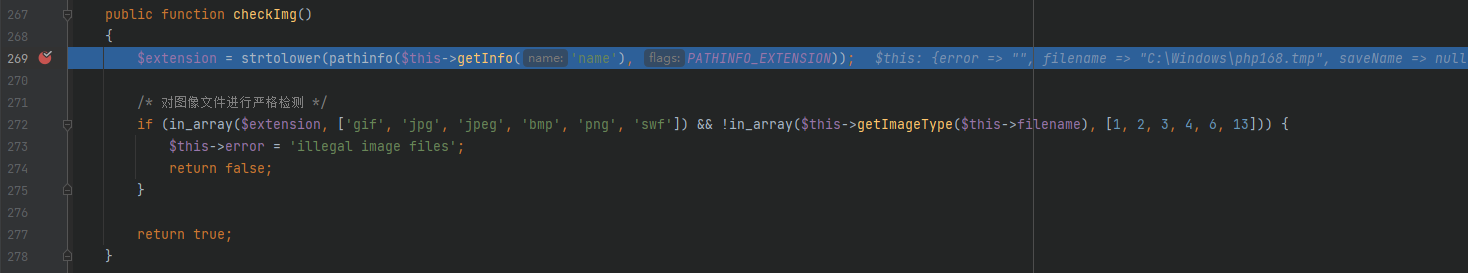 267 public function checkImg()
268 {
269 $extension = strtolower(pathinfo($this->getInfo( name: 'name'), flags: PATHINFO_EXTENSION)); $this: {error => "", filename => "C:\Windows\php168.tmp", saveName => null
270
271 /* 对图像文件进行严格检测 */
272 if (in_array($extension, ['gif', 'jpg', 'jpeg', 'bmp', 'png', 'swf']) && !in_array($this->getImageType($this->filename), [1, 2, 3, 4, 6, 13])) {
273 $this->error = 'illegal image files';
274 return false;
275 }
276
277 return true;
278 }